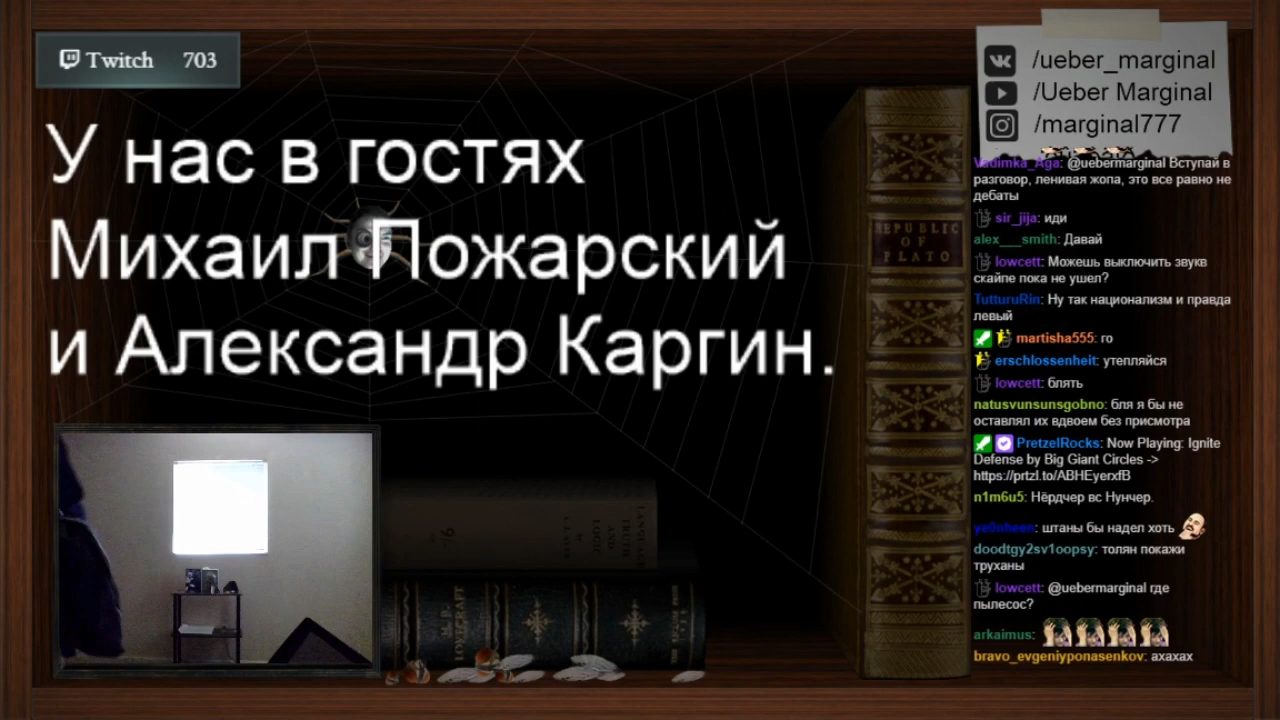 Twitch 703
У нас в гостях
Михаил Пожарский
и Александр Каргин.
/ueber_marginal
/Ueber Marginal
/marginal777
Vadimka_Aga: @uebermarginal Вступай в
разговор, ленивая жопа, это все равно не
дебаты
sir_jija: иди
alex___smith: Давай
lowcett: Можешь выключить звук
скайпе пока не ушел?
TutturuRin: Ну так национализм и правда
левый
martisha555: го
erschlossenheit: утепляйся
lowcett: блять
natusvunsunsgobno: бля я бы не
оставлял их вдвоем без присмотра
PretzelRocks: Now Playing: Ignite
Defense by Big Giant Circles ->
https://prtzl.to/ABHEyerxfB
n1m6u5: Нёрдчер вс Нунчер.
штаны бы надел хоть
doodtgy2sv1oopsy: толян покажи
труханы
lowcett: @uebermarginal где
пылесос?
arkaimus:
bravo_evgeniyponasenkov: ахахах
REPUBLIC
OF
PLATO
LANGUAGE
TRUTH
AND
LOGIC
H.P.
LOVECRAFT